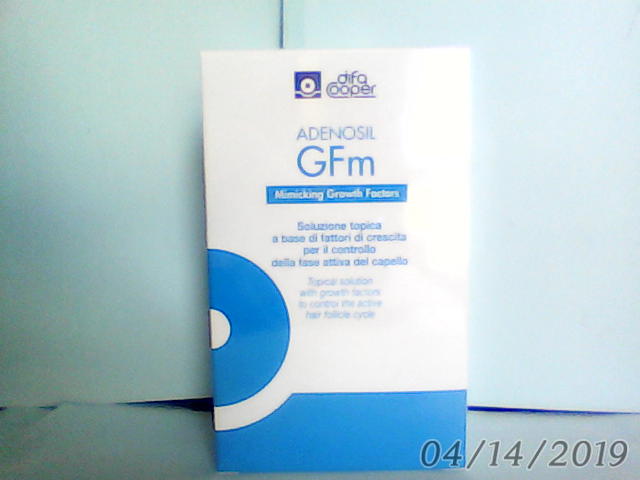 difa
Cooper
ADENOSIL
GFm
Mimicking Growth Factors
Soluzione topica
a base di fattori di crescita
per il controllo
della fase attiva del capello
Topical solution
with growth factors
to control the active
hair follicle cycle
04/14/2019